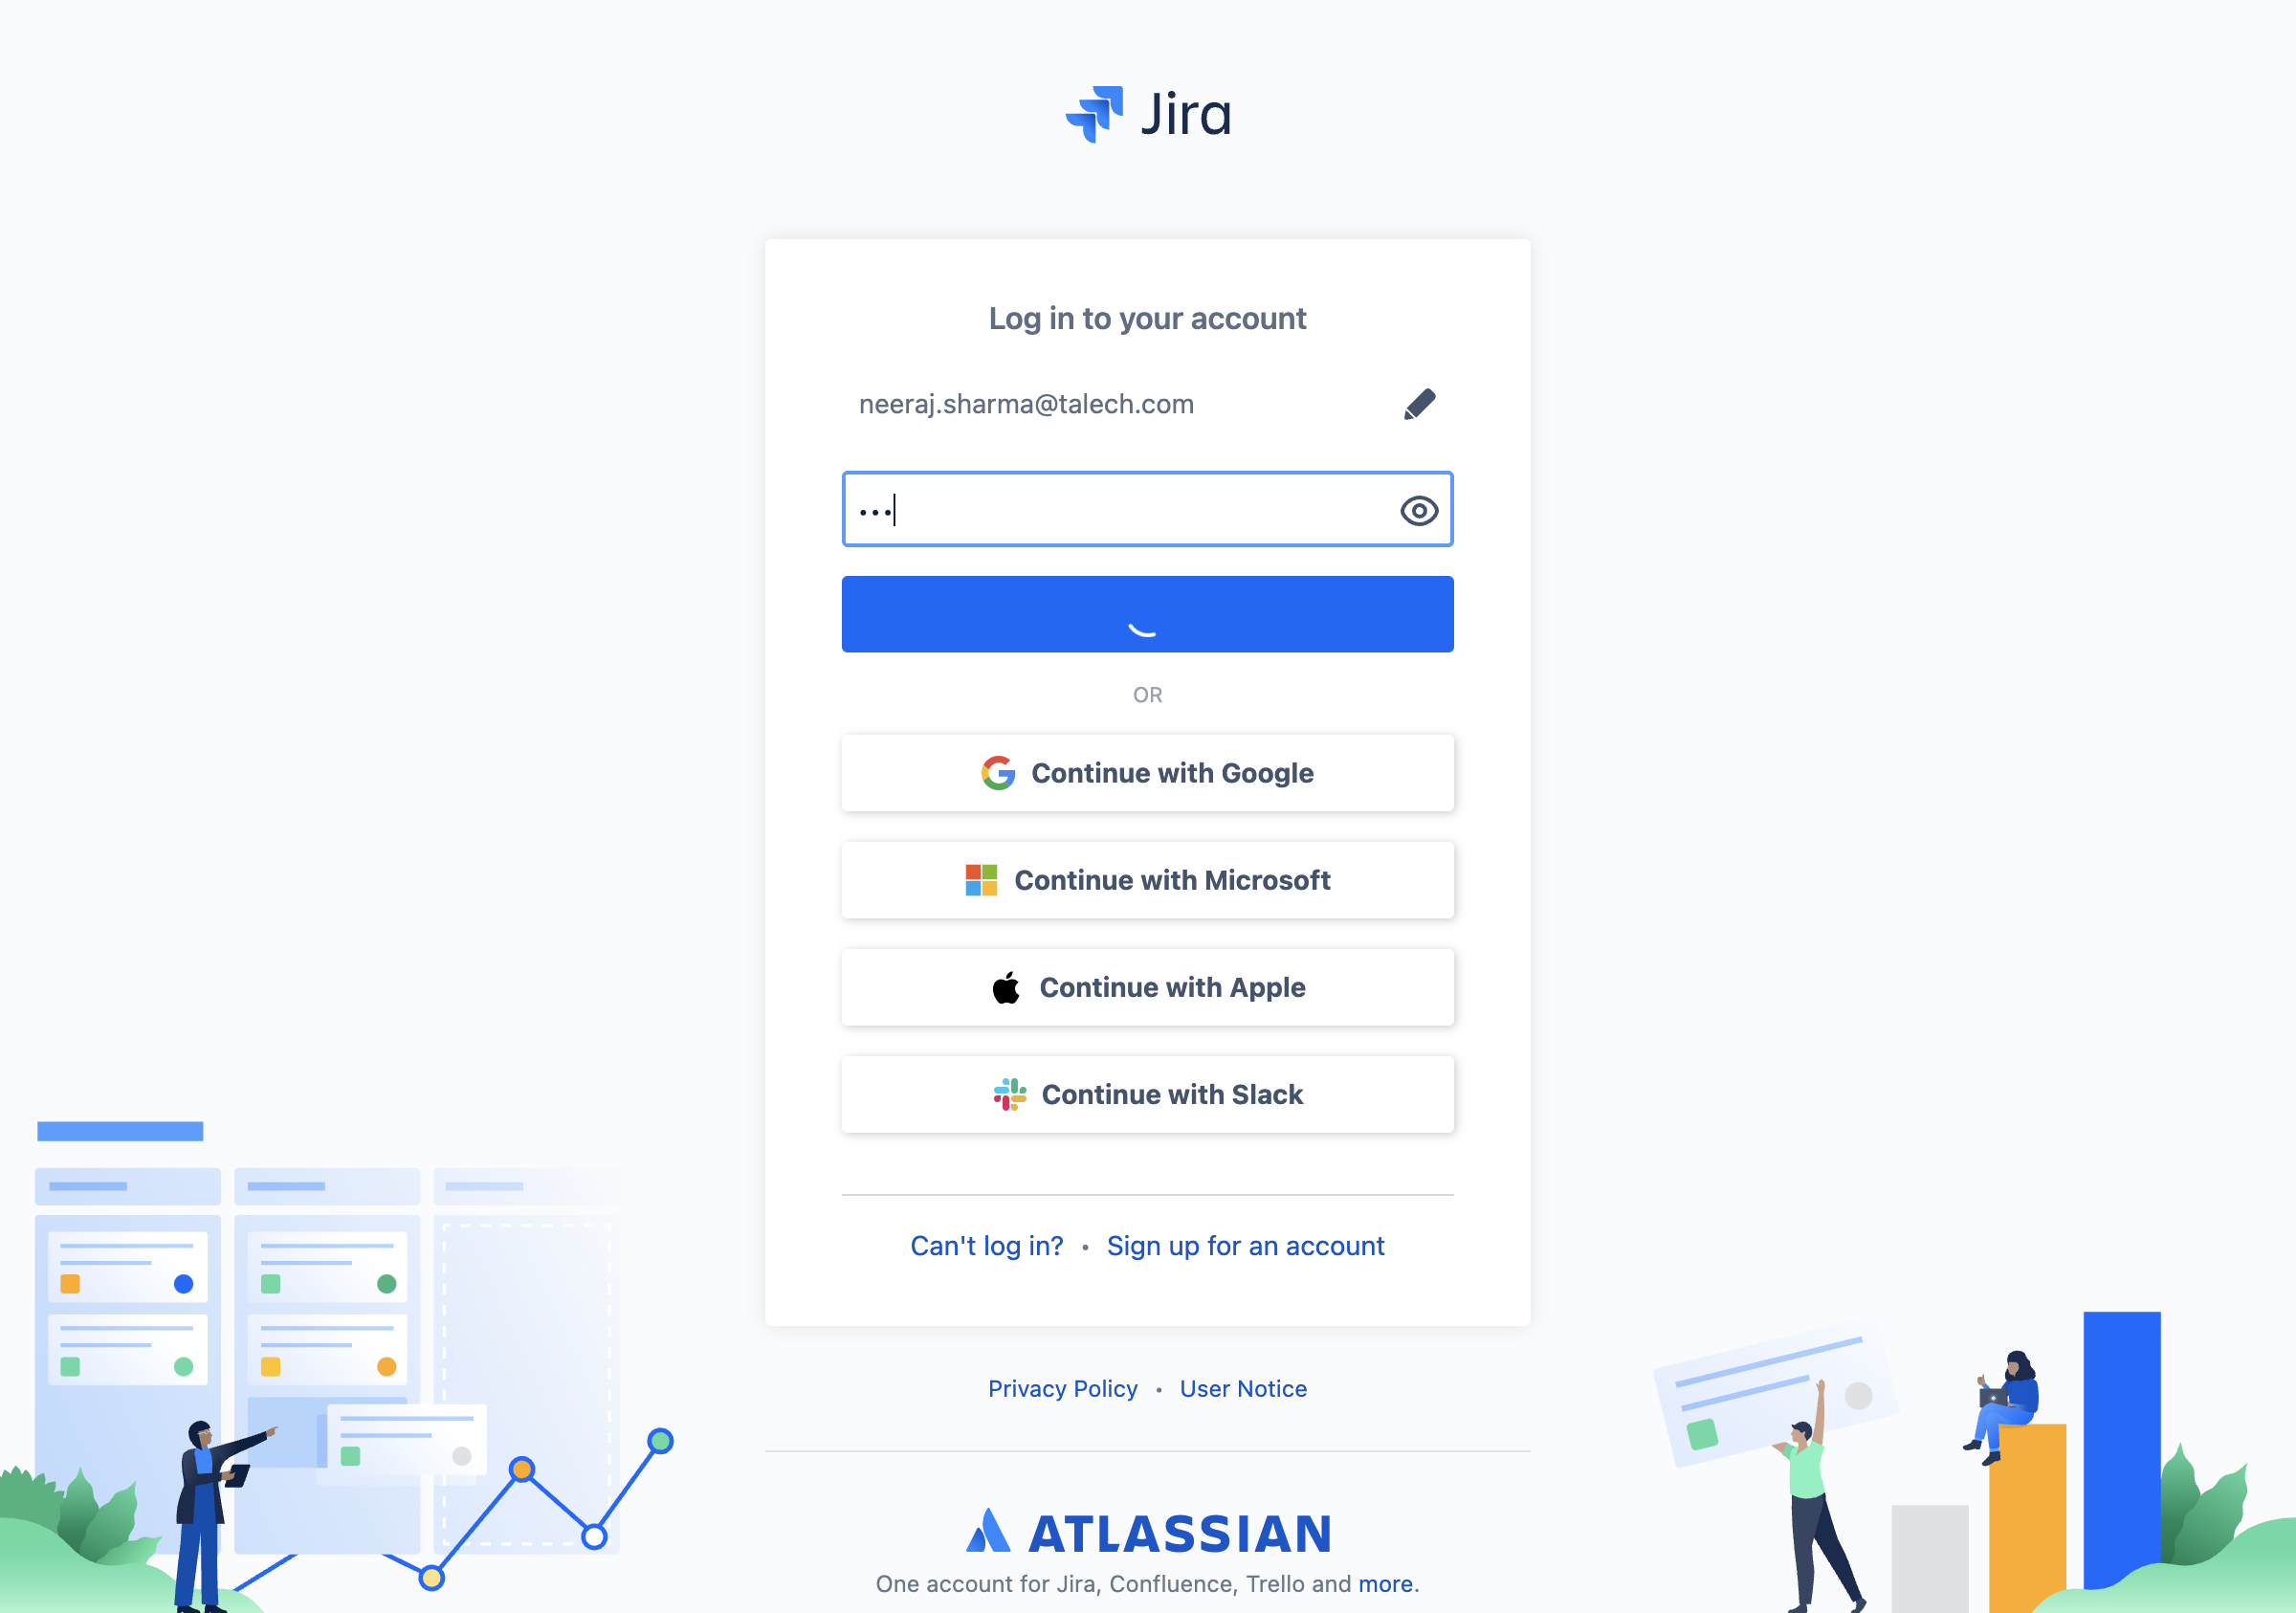 Jira
Log in to your account
neeraj.sharma@talech.com
•••
OR
Continue with Google
Continue with Microsoft
Continue with Apple
Continue with Slack
Can't log in? • Sign up for an account
Privacy Policy • User Notice
ATLASSIAN
One account for Jira, Confluence, Trello and more.